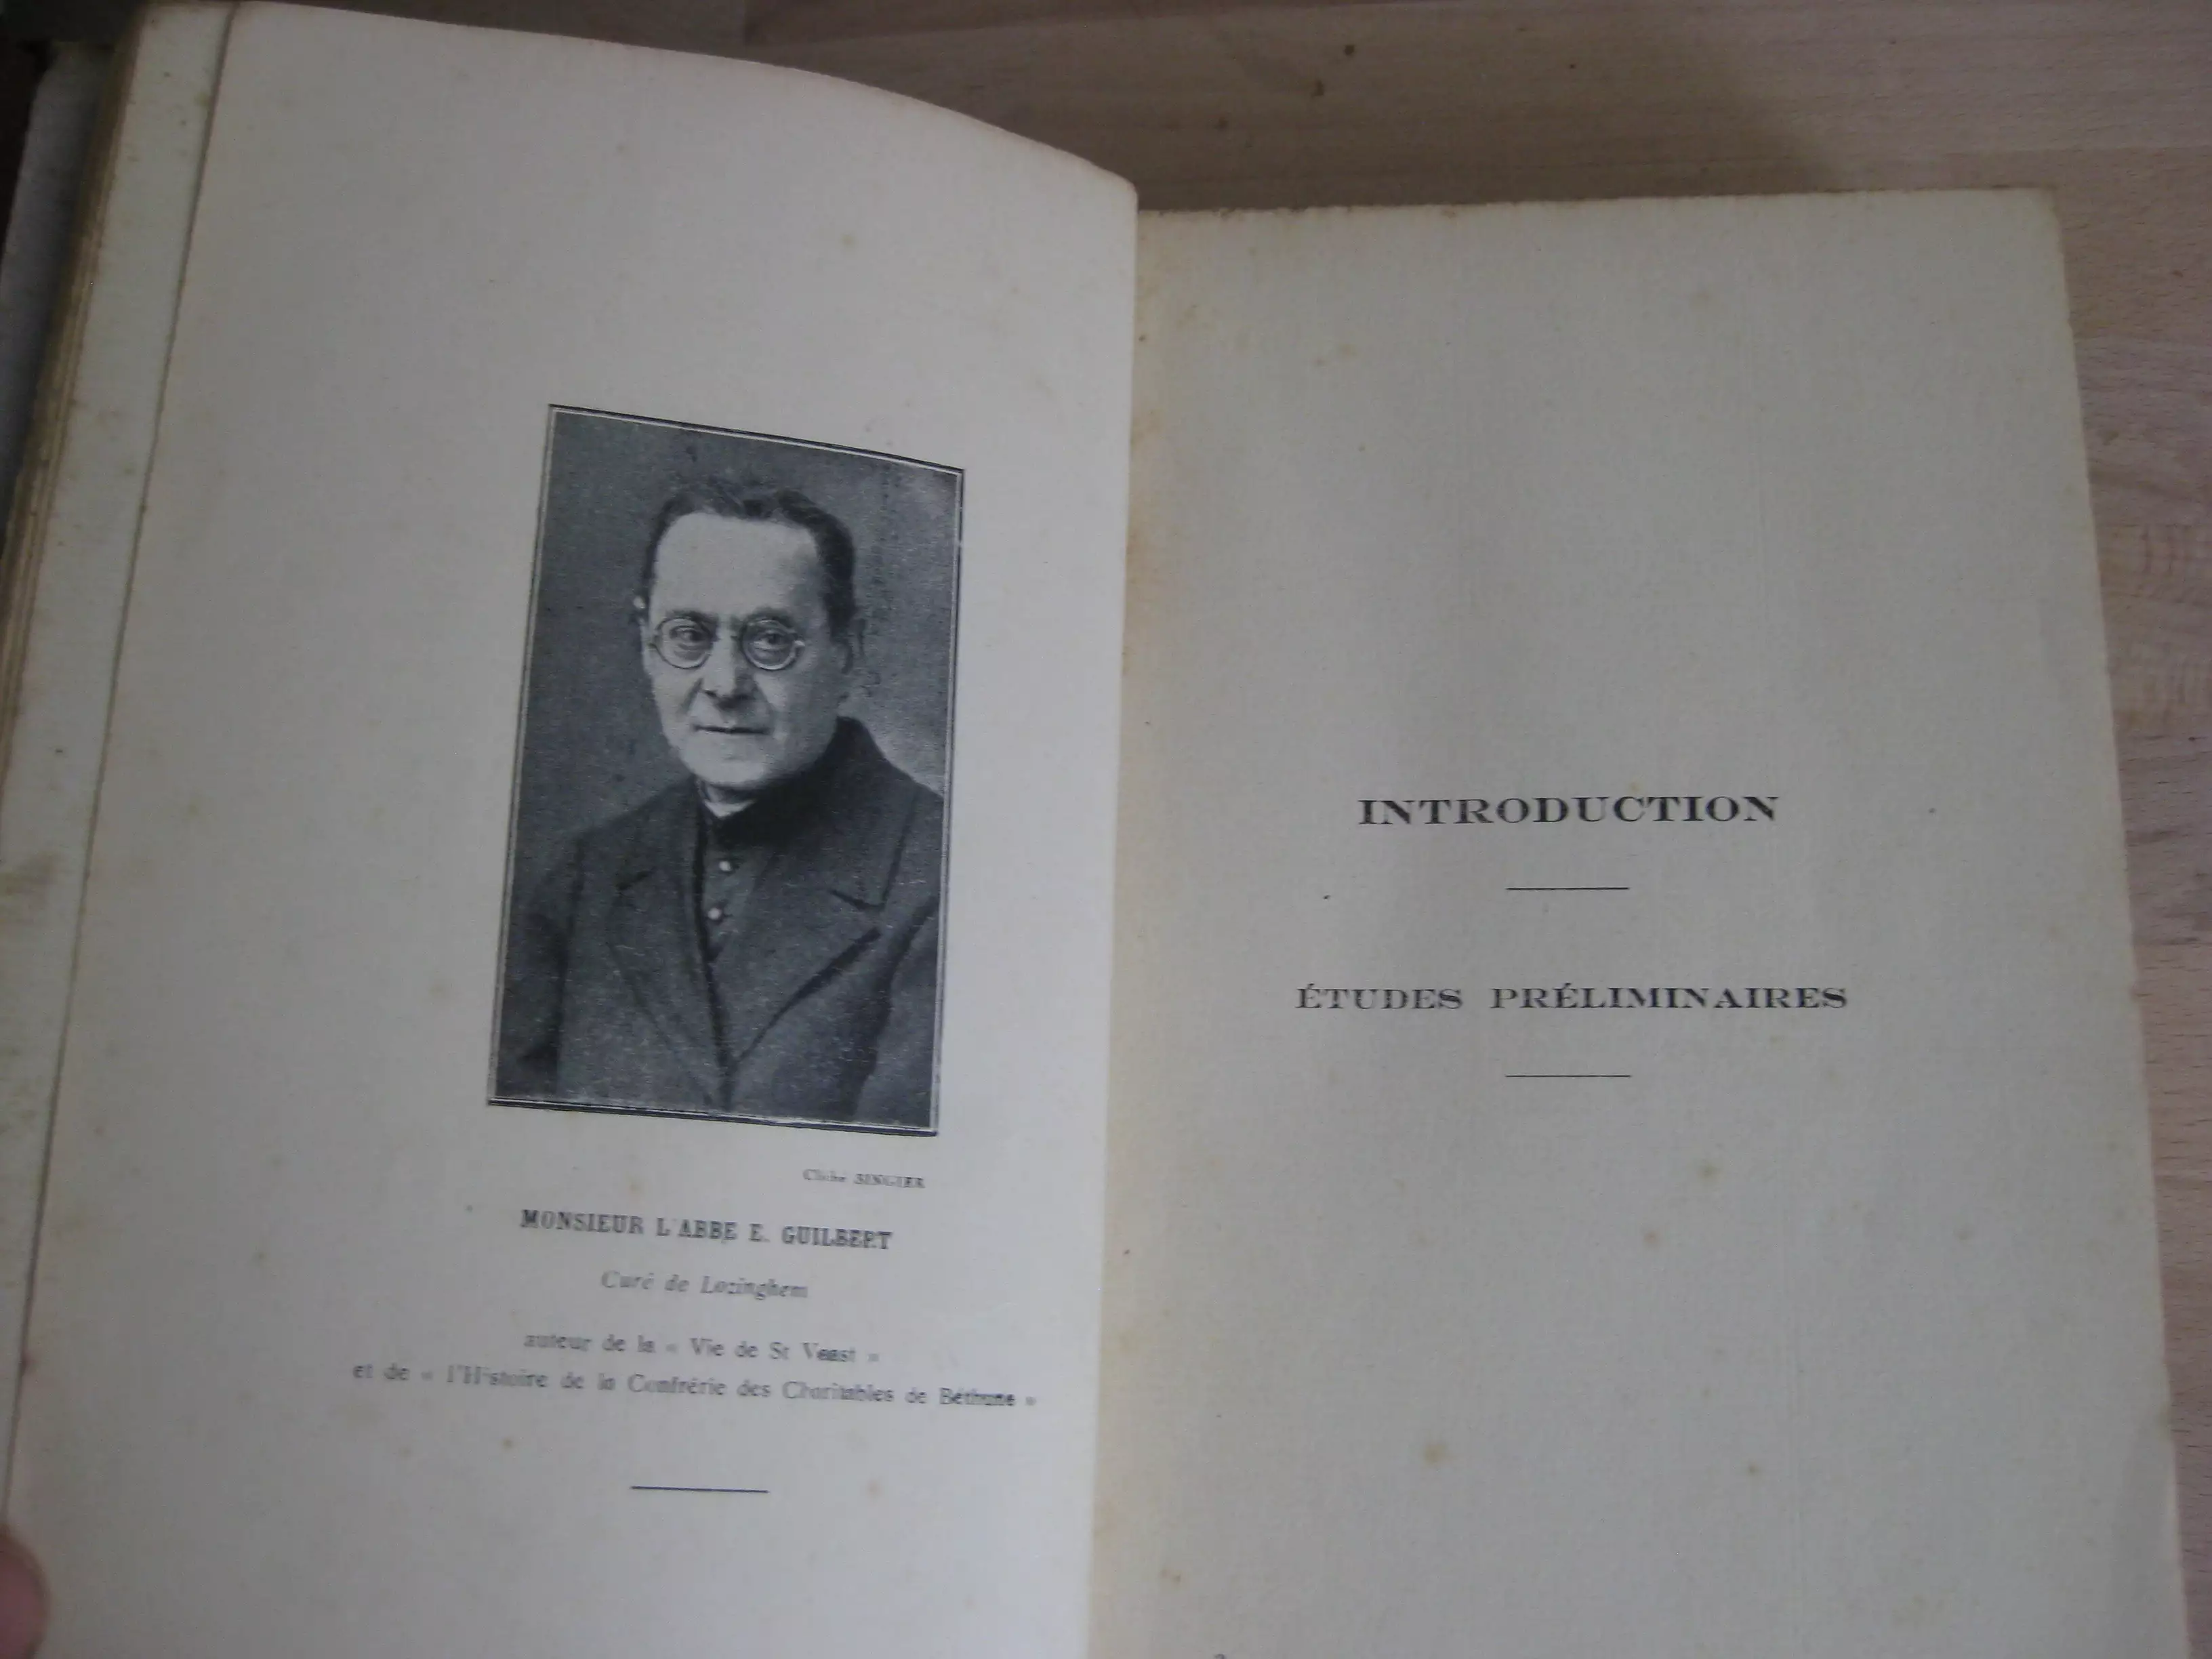 Cliché SINGIER
MONSIEUR L'ABBE E. GUILBERT
Curé de Lozinghem
auteur de la « Vie de St Vaast »
et de « l'Histoire de la Confrérie des Charitables de Béthune »
INTRODUCTION
ÉTUDES PRÉLIMINAIRES